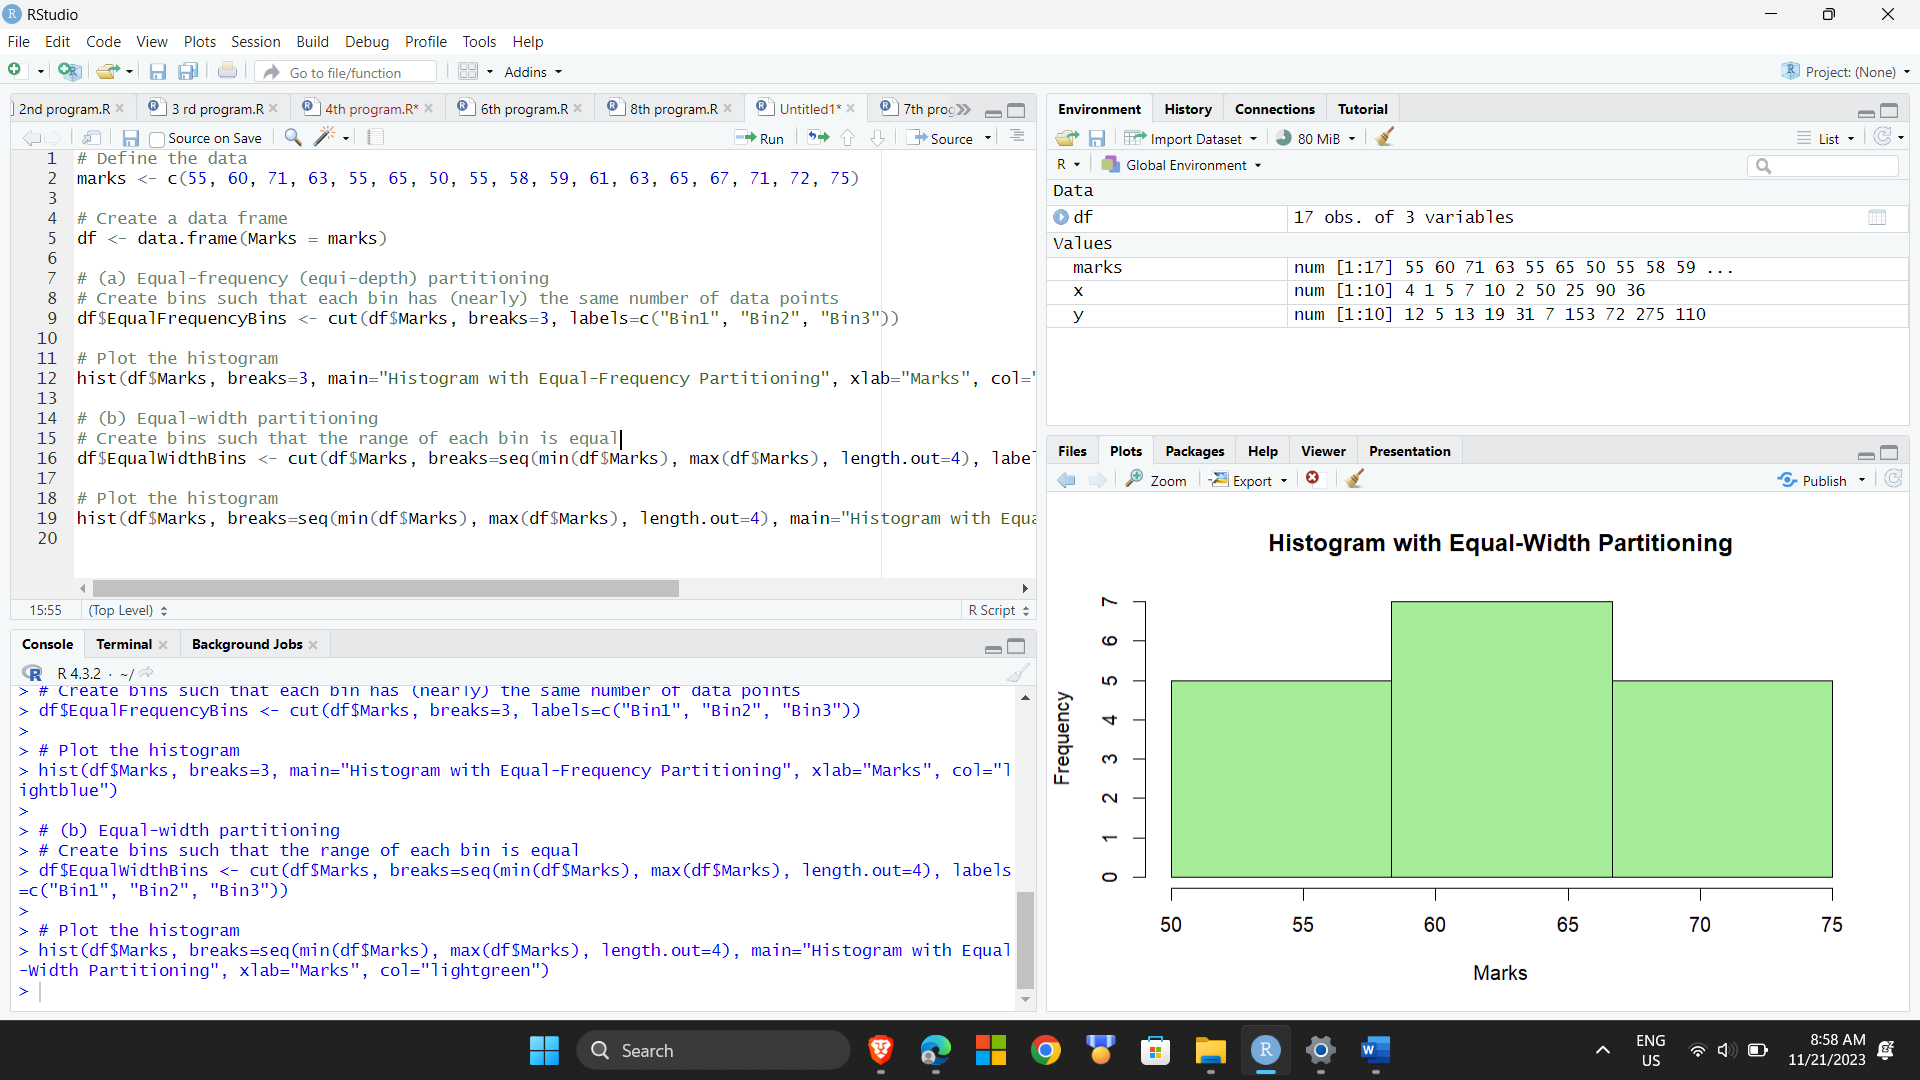 RStudio
File Edit Code View Plots Session Build Debug Profile Tools Help
Go to file/function Addins Project: (None)
2nd program.R 3 rd program.R 4th program.R* 6th program.R 8th program.R Untitled1* 7th prog
Source on Save Run Source
1 # Define the data
2 marks <- c(55, 60, 71, 63, 55, 65, 50, 55, 58, 59, 61, 63, 65, 67, 71, 72, 75)
3
4 # Create a data frame
5 df <- data.frame(Marks = marks)
6
7 # (a) Equal-frequency (equi-depth) partitioning
8 # Create bins such that each bin has (nearly) the same number of data points
9 df$EqualFrequencyBins <- cut(df$Marks, breaks=3, labels=c("Bin1", "Bin2", "Bin3"))
10
11 # Plot the histogram
12 hist(df$Marks, breaks=3, main="Histogram with Equal-Frequency Partitioning", xlab="Marks", col="
13
14 # (b) Equal-width partitioning
15 # Create bins such that the range of each bin is equal
16 df$EqualWidthBins <- cut(df$Marks, breaks=seq(min(df$Marks), max(df$Marks), length.out=4), label
17
18 # Plot the histogram
19 hist(df$Marks, breaks=seq(min(df$Marks), max(df$Marks), length.out=4), main="Histogram with Equa
20
15:55 (Top Level) R Script
Console Terminal Background Jobs
R 4.3.2 · ~/
> # Create bins such that each bin has (nearly) the same number of data points
> df$EqualFrequencyBins <- cut(df$Marks, breaks=3, labels=c("Bin1", "Bin2", "Bin3"))
>
> # Plot the histogram
> hist(df$Marks, breaks=3, main="Histogram with Equal-Frequency Partitioning", xlab="Marks", col="l
ightblue")
>
> # (b) Equal-width partitioning
> # Create bins such that the range of each bin is equal
> df$EqualWidthBins <- cut(df$Marks, breaks=seq(min(df$Marks), max(df$Marks), length.out=4), labels
=c("Bin1", "Bin2", "Bin3"))
>
> # Plot the histogram
> hist(df$Marks, breaks=seq(min(df$Marks), max(df$Marks), length.out=4), main="Histogram with Equal
-Width Partitioning", xlab="Marks", col="lightgreen")
>
Environment History Connections Tutorial
Import Dataset 80 MiB List
R Global Environment
Data
df 17 obs. of 3 variables
Values
marks num [1:17] 55 60 71 63 55 65 50 55 58 59 ...
x num [1:10] 4 1 5 7 10 2 50 25 90 36
y num [1:10] 12 5 13 19 31 7 153 72 275 110
Files Plots Packages Help Viewer Presentation
Zoom Export Publish
Histogram with Equal-Width Partitioning
Frequency
7
6
5
4
3
2
1
0
50 55 60 65 70 75
Marks
Search
ENG
US
8:58 AM
11/21/2023